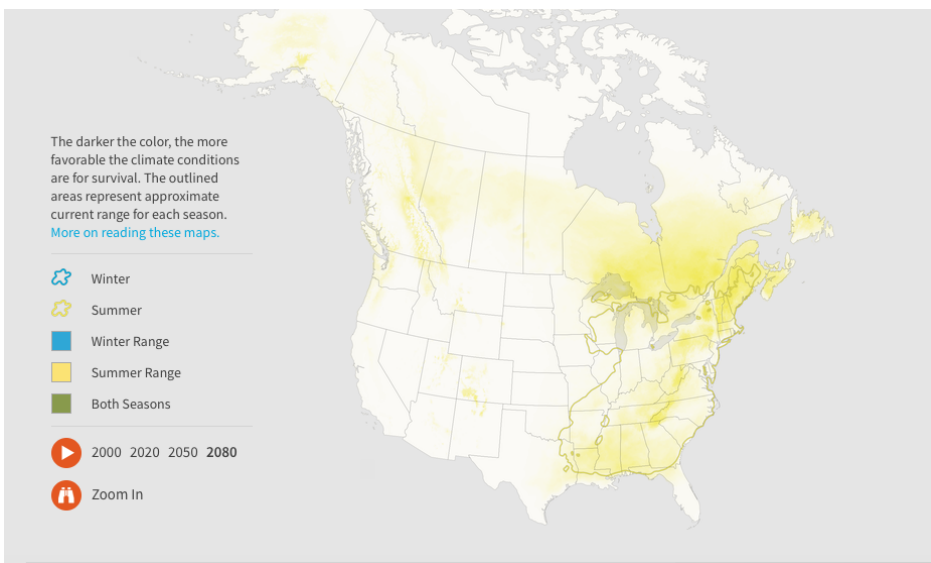 The darker the color, the more
favorable the climate conditions
are for survival. The outlined
areas represent approximate
current range for each season.
More on reading these maps.
Winter
Summer
Winter Range
Summer Range
Both Seasons
2000 2020 2050 2080
Zoom In